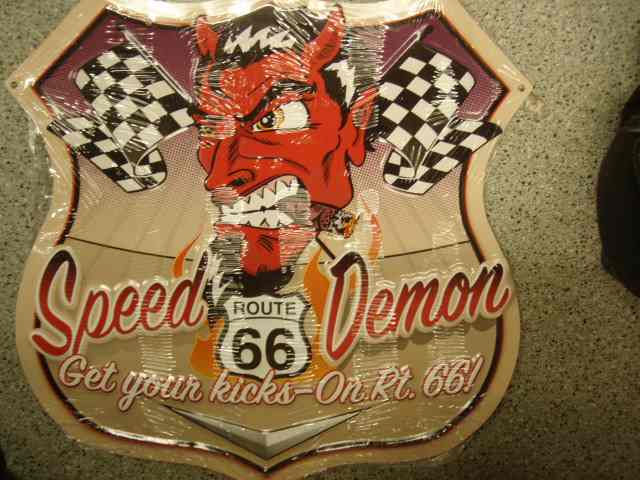 Speed Demon
ROUTE
66
Get your kicks-On Rt. 66!